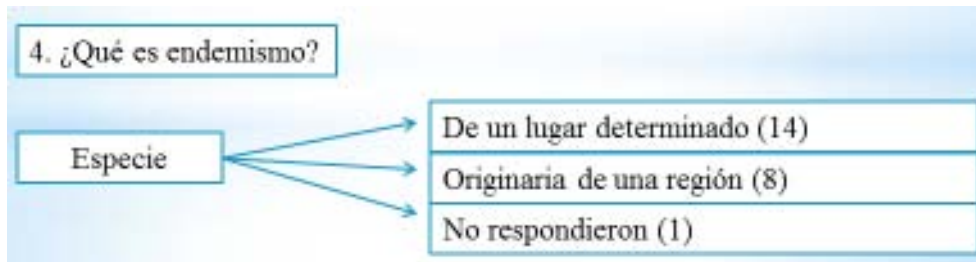 4. ¿Qué es endemismo?
Especie
De un lugar determinado (14)
Originaria de una región (8)
No respondieron (1)